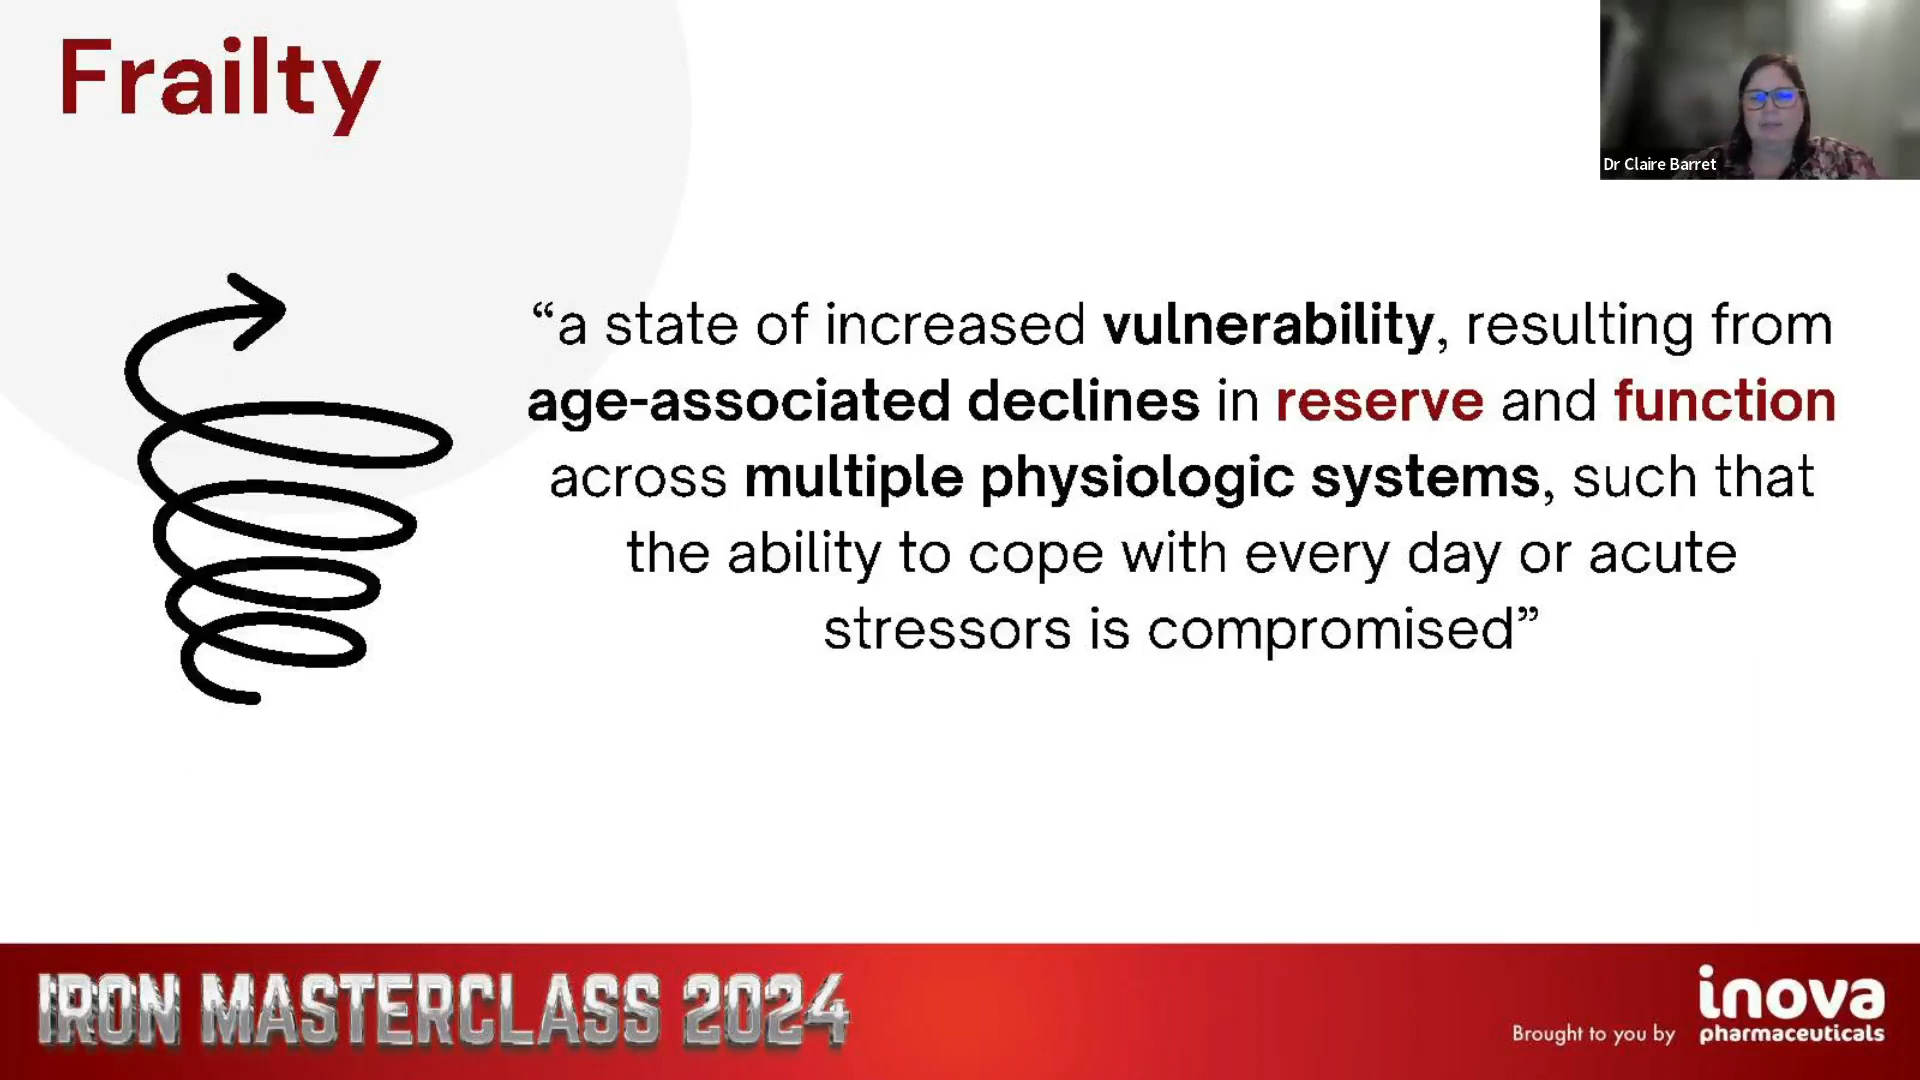 Frailty
Dr Claire Barret
“a state of increased vulnerability, resulting from
age-associated declines in reserve and function
across multiple physiologic systems, such that
the ability to cope with every day or acute
stressors is compromised”
IRON MASTERCLASS 2024
Brought to you by
inova
pharmaceuticals